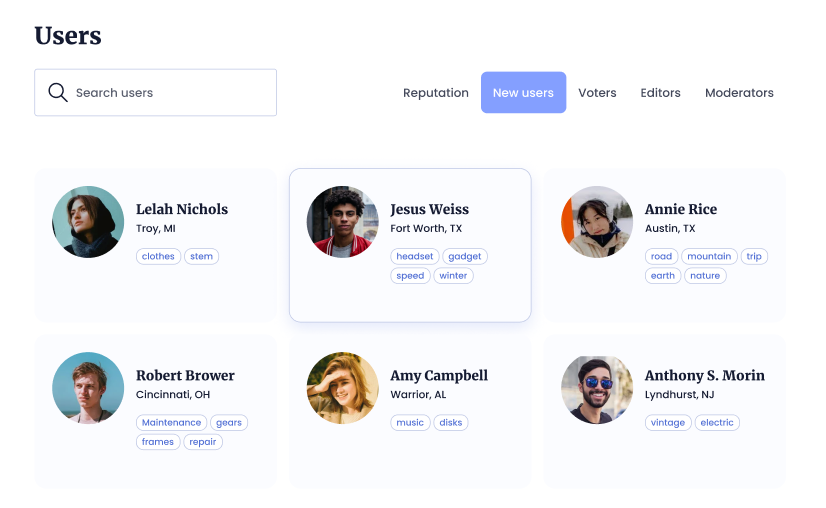 Users
Search users
Reputation New users Voters Editors Moderators
Lelah Nichols
Troy, MI
clothes stem
Jesus Weiss
Fort Worth, TX
headset gadget
speed winter
Annie Rice
Austin, TX
road mountain trip
earth nature
Robert Brower
Cincinnati, OH
Maintenance gears
frames repair
Amy Campbell
Warrior, AL
music disks
Anthony S. Morin
Lyndhurst, NJ
vintage electric